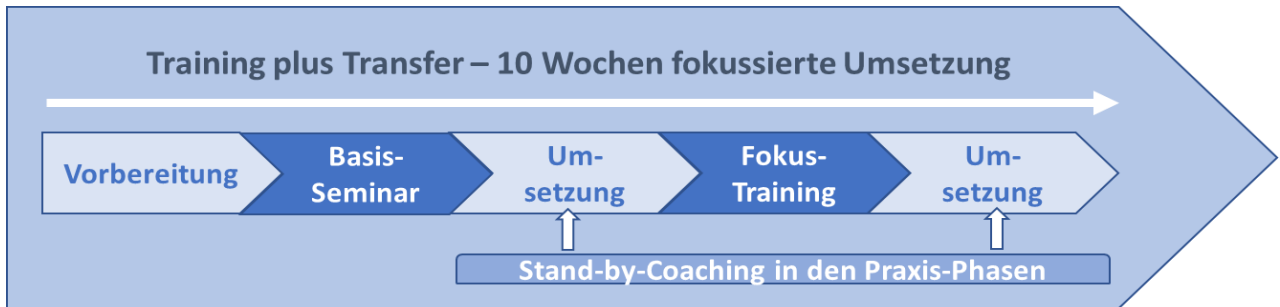 Training plus Transfer – 10 Wochen fokussierte Umsetzung
Vorbereitung
Basis-
Seminar
Um-
setzung
Fokus-
Training
Um-
setzung
Stand-by-Coaching in den Praxis-Phasen